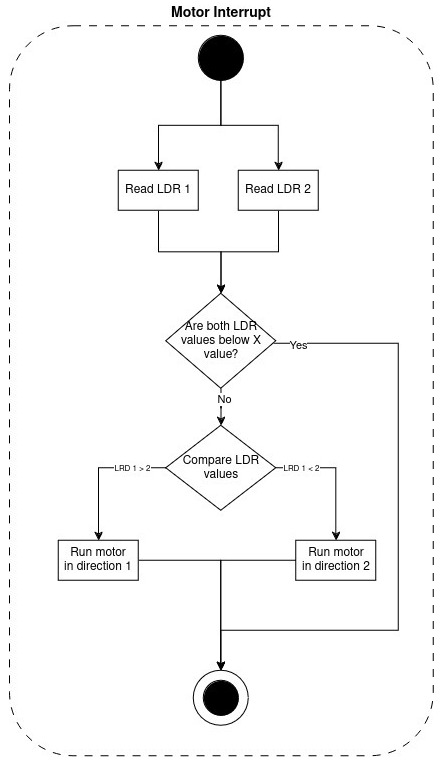 Motor Interrupt
Read LDR 1
Read LDR 2
Are both LDR
values below X
value?
Yes
No
Compare LDR
values
LRD 1 > 2
LRD 1 < 2
Run motor
in direction 1
Run motor
in direction 2